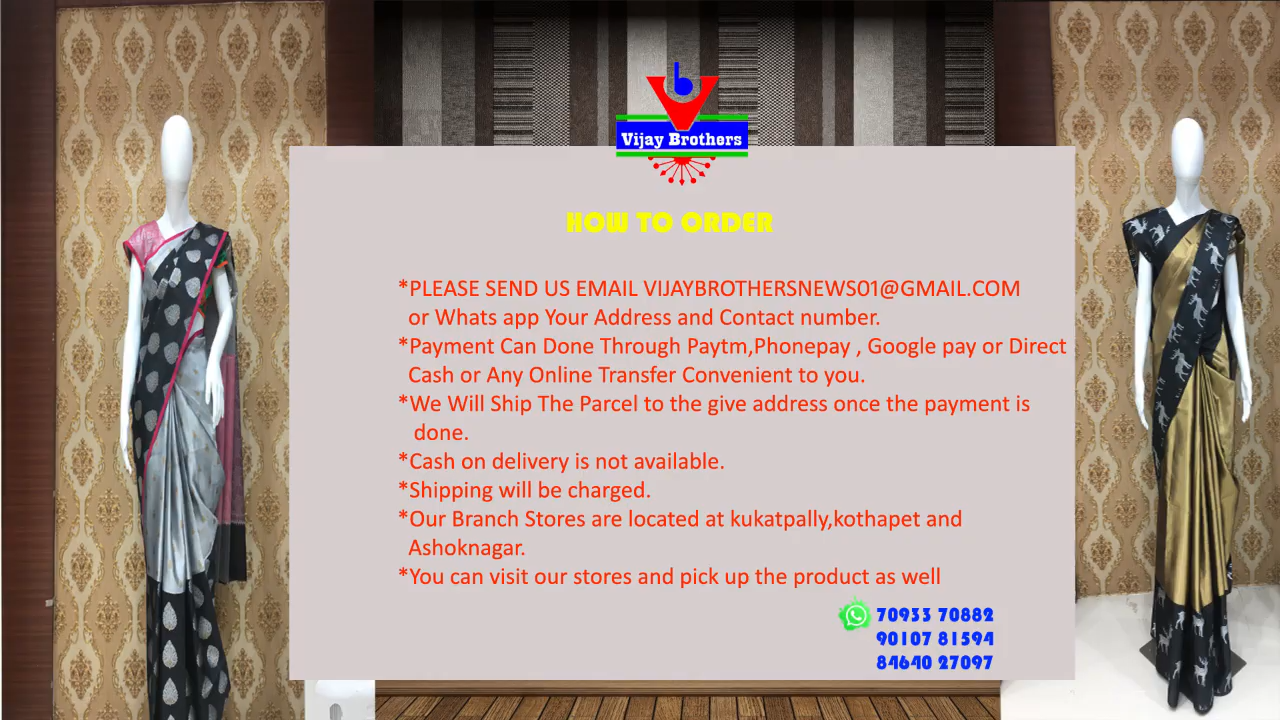 Vijay Brothers
HOW TO ORDER
*PLEASE SEND US EMAIL VIJAYBROTHERSNEWS01@GMAIL.COM
or Whats app Your Address and Contact number.
*Payment Can Done Through Paytm,Phonepay , Google pay or Direct
Cash or Any Online Transfer Convenient to you.
*We Will Ship The Parcel to the give address once the payment is
done.
*Cash on delivery is not available.
*Shipping will be charged.
*Our Branch Stores are located at kukatpally,kothapet and
Ashoknagar.
*You can visit our stores and pick up the product as well
70933 70882
90107 81594
84640 27097